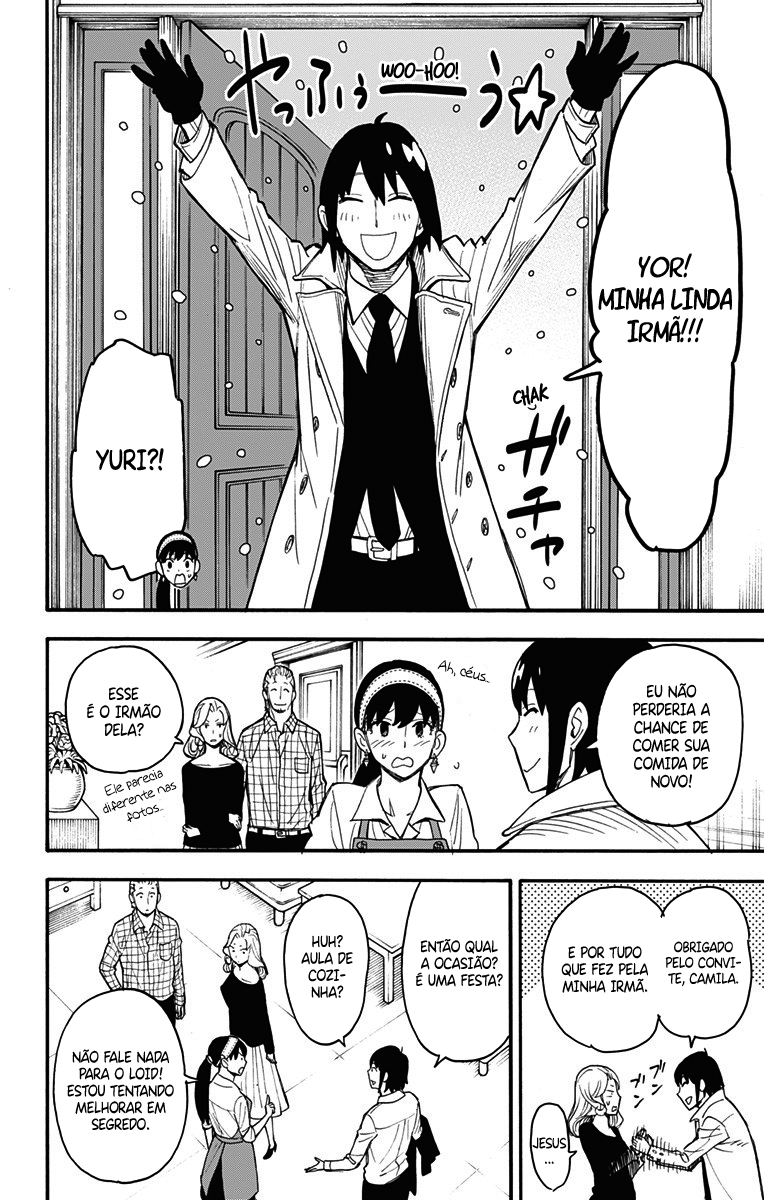 やっふぅーう☆
WOO-HOO!
YOR!
MINHA LINDA
IRMÃ!!!
CHAK
ガチャ
YURI?!
EU NÃO
PERDERIA A
CHANCE DE
COMER SUA
COMIDA DE
NOVO!
Ah, céus..
ESSE
É O IRMÃO
DELA?
Ele parecia
diferente nas
fotos..
OBRIGADO
PELO CONVI-
TE, CAMILA.
E POR TUDO
QUE FEZ PELA
MINHA IRMÃ.
ブン
ブン
JESUS
...
ENTÃO QUAL
A OCASIÃO?
É UMA FESTA?
HUH?
AULA DE
COZI-
NHA?
NÃO FALE NADA
PARA O LOID!
ESTOU TENTANDO
MELHORAR EM
SEGREDO.